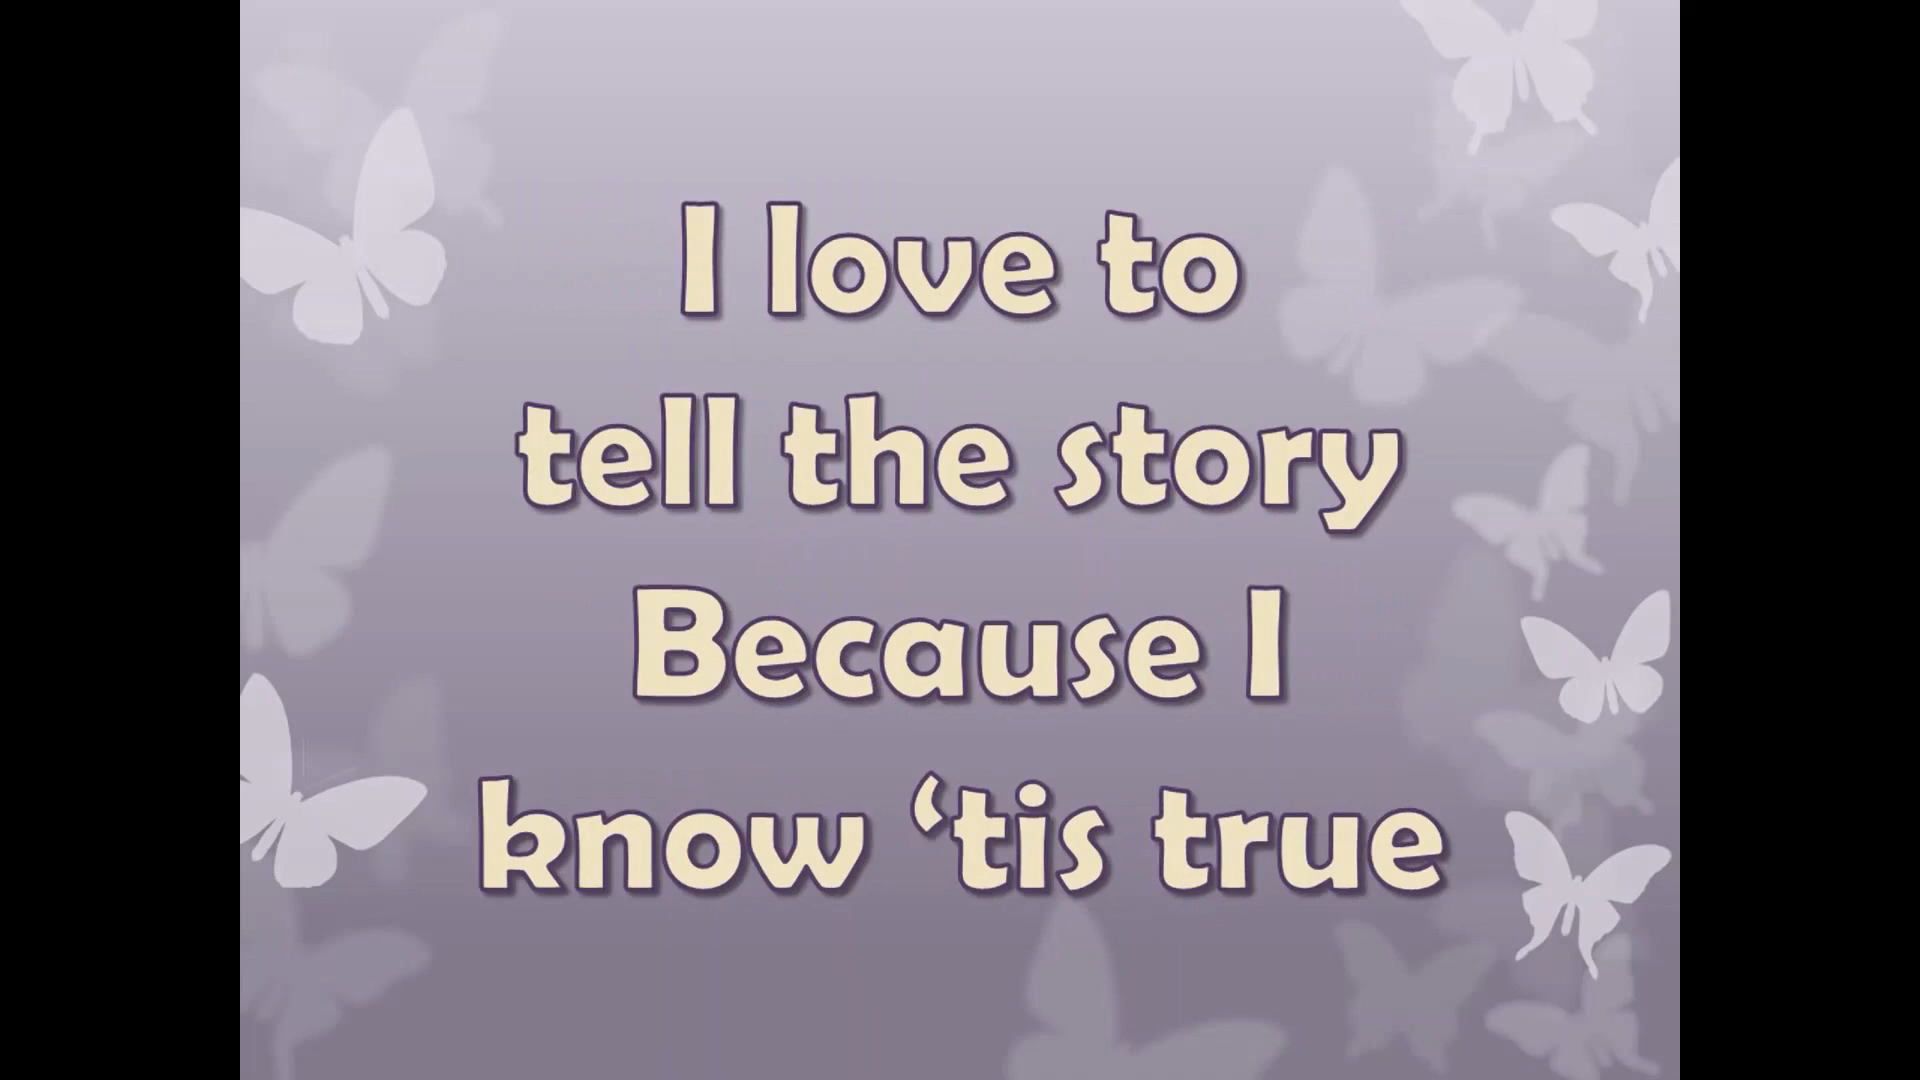 I love to
tell the story
Because I
know ‘tis true